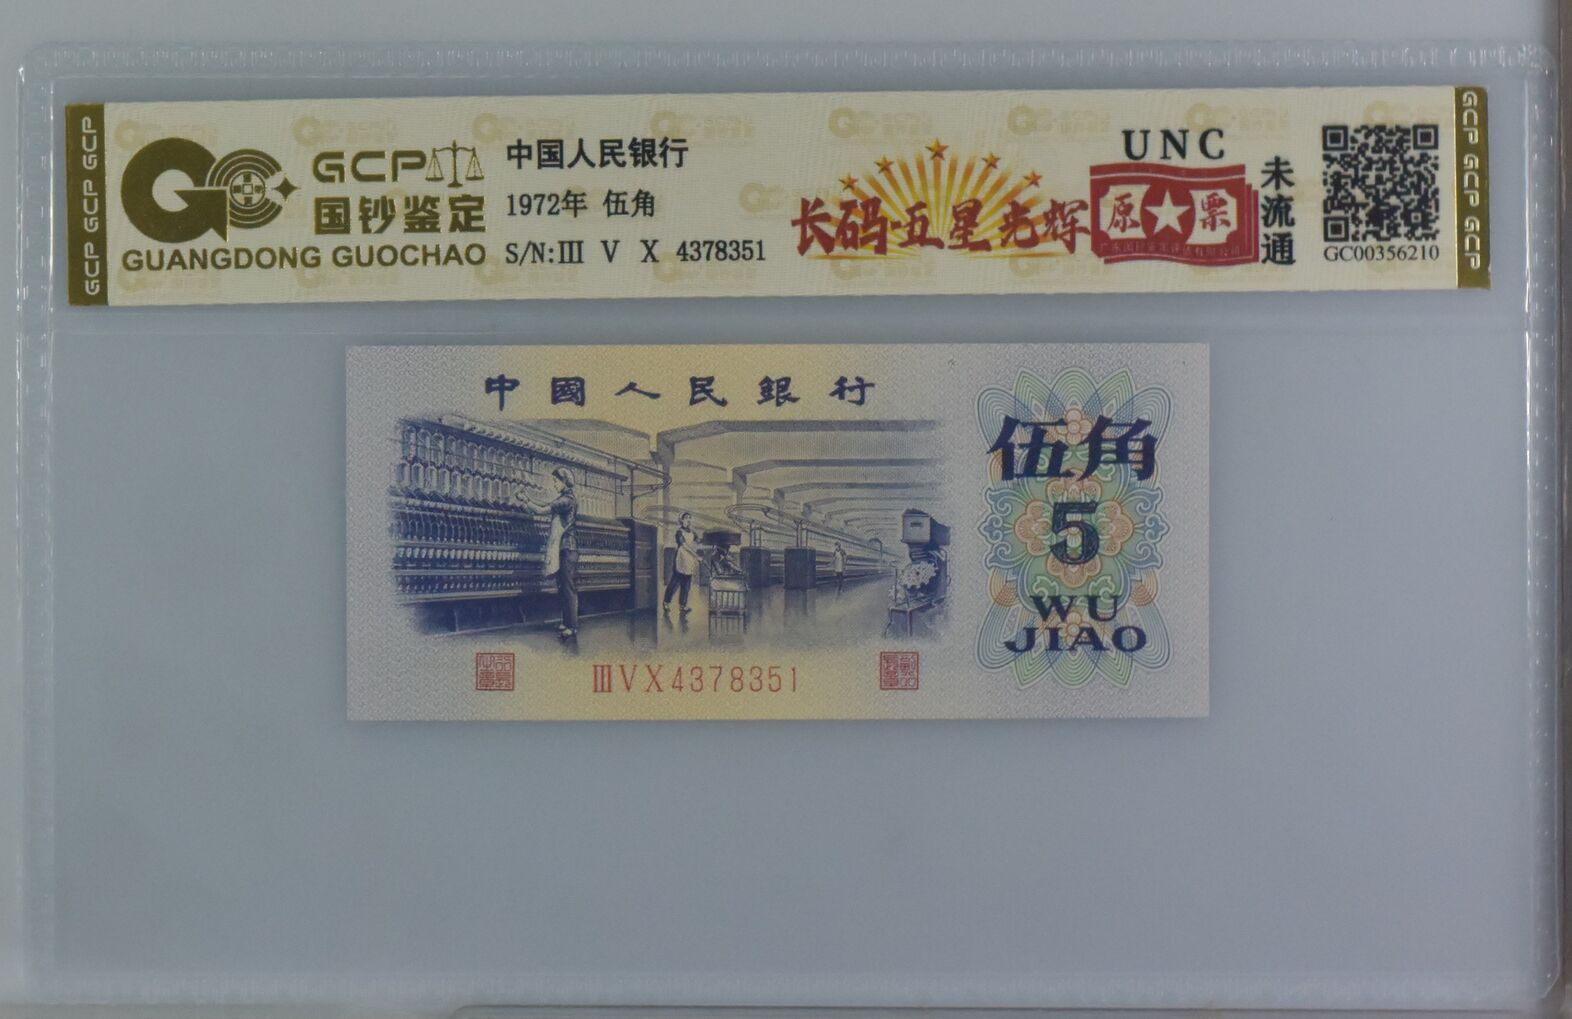 GCP GCP GCP
GCP
国钞鉴定
GUANGDONG GUOCHAO
中国人民银行
1972年 伍角
S/N:Ⅲ V X 4378351
长码·五星光辉
UNC
原★票
未流通
GC00356210
GCP GCP GCP
中國人民銀行
伍角
5
WU
JIAO
ⅢVX4378351